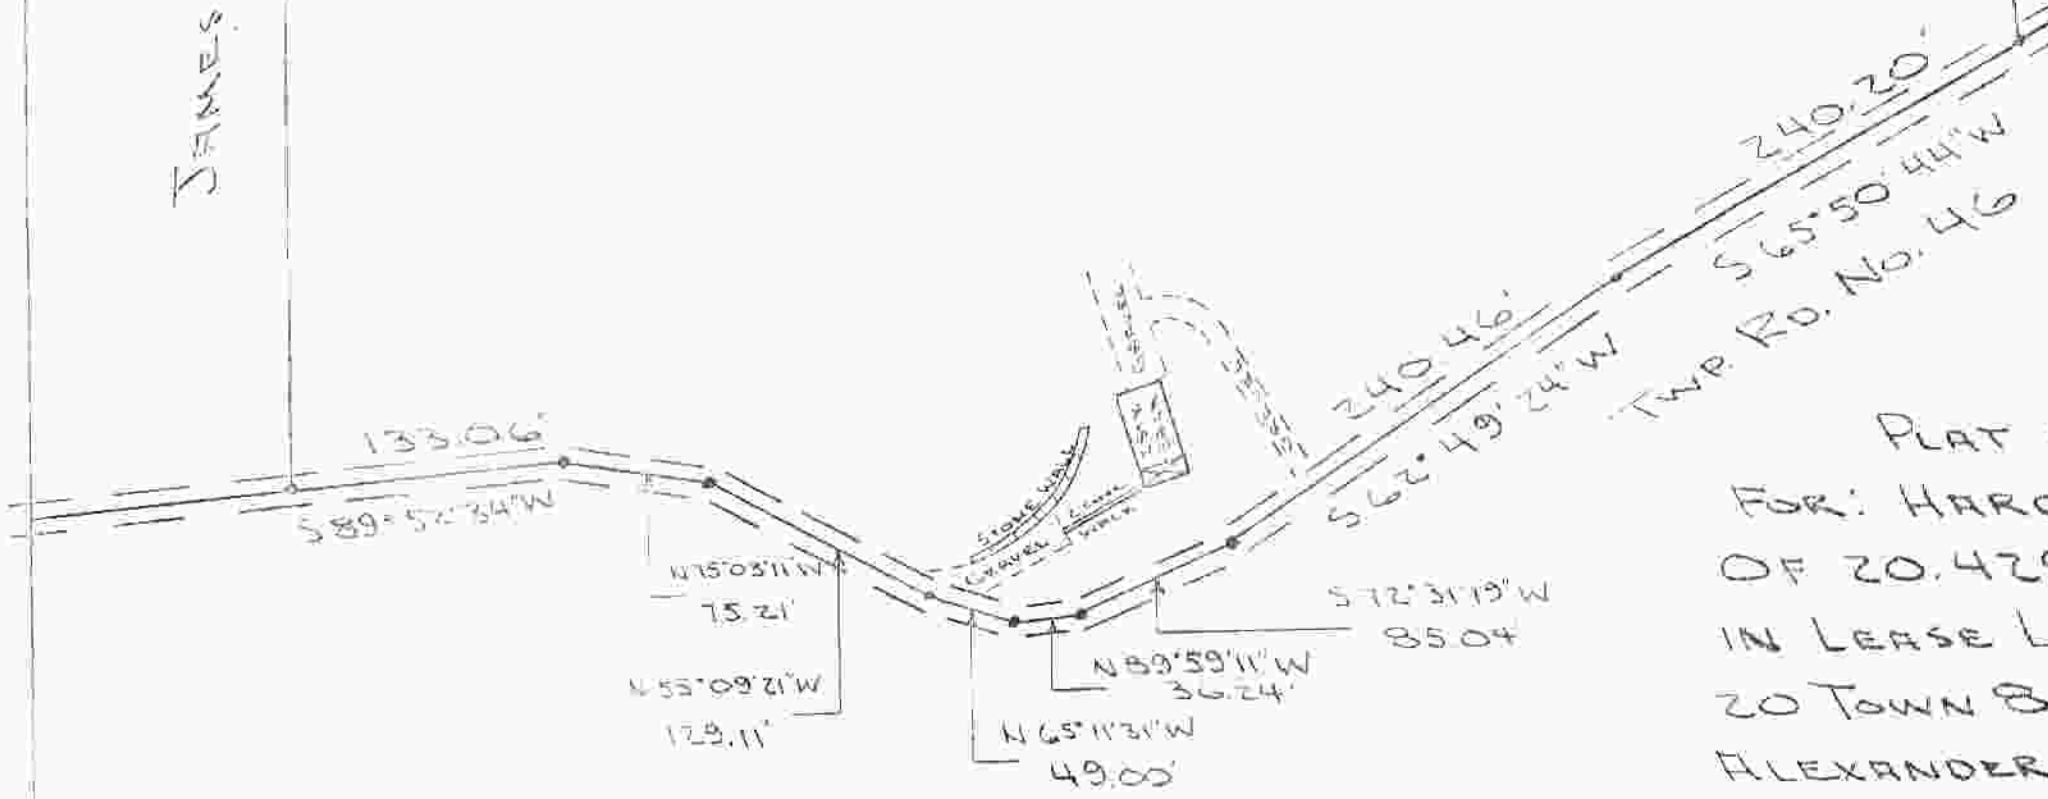 JAMES
240.20'
S 65°50'44"W
TWP. RD. NO. 46
240.46'
S 62°49'24"W
133.06'
S 89°52'34"W
STONE WALL
GRAVEL
WALK
N 75°03'11"W
75.21'
N 55°09'21"W
129.11'
N 65°11'31"W
49.00'
N 89°59'11"W
36.24'
S 72°31'19"W
85.04'
PLAT
FOR: HARO
OF 20.429
IN LEASE L
20 TOWN 8
ALEXANDER